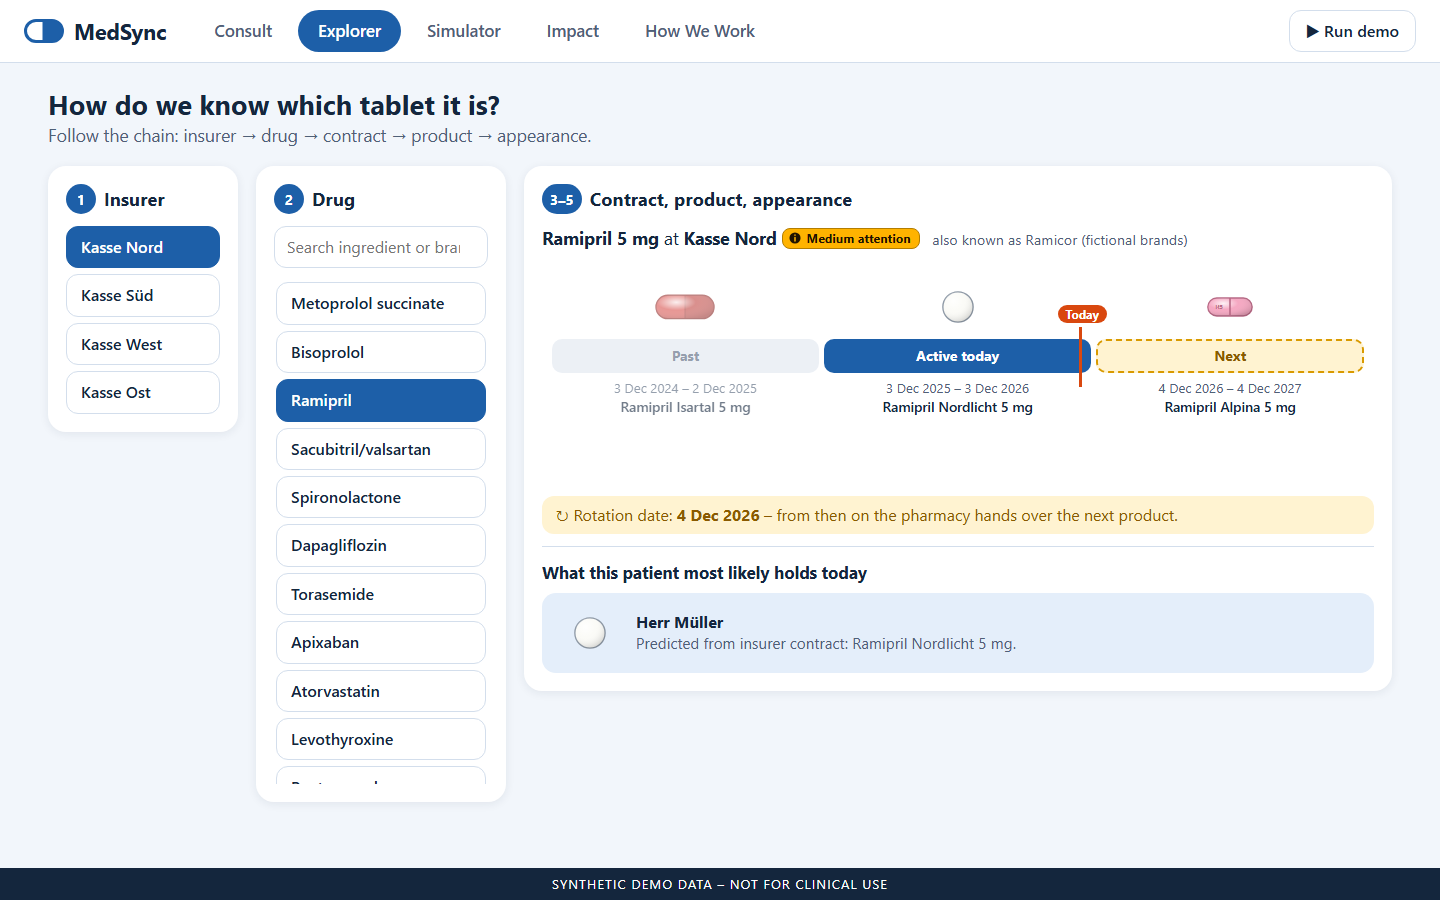 MedSync
Consult
Explorer
Simulator
Impact
How We Work
▶ Run demo
How do we know which tablet it is?
Follow the chain: insurer → drug → contract → product → appearance.
1 Insurer
Kasse Nord
Kasse Süd
Kasse West
Kasse Ost
2 Drug
Search ingredient or bra
Metoprolol succinate
Bisoprolol
Ramipril
Sacubitril/valsartan
Spironolactone
Dapagliflozin
Torasemide
Apixaban
Atorvastatin
Levothyroxine
3–5 Contract, product, appearance
Ramipril 5 mg at Kasse Nord Medium attention also known as Ramicor (fictional brands)
Today
Past
Active today
Next
3 Dec 2024 – 2 Dec 2025
Ramipril Isartal 5 mg
3 Dec 2025 – 3 Dec 2026
Ramipril Nordlicht 5 mg
4 Dec 2026 – 4 Dec 2027
Ramipril Alpina 5 mg
↻ Rotation date: 4 Dec 2026 – from then on the pharmacy hands over the next product.
What this patient most likely holds today
Herr Müller
Predicted from insurer contract: Ramipril Nordlicht 5 mg.
SYNTHETIC DEMO DATA – NOT FOR CLINICAL USE